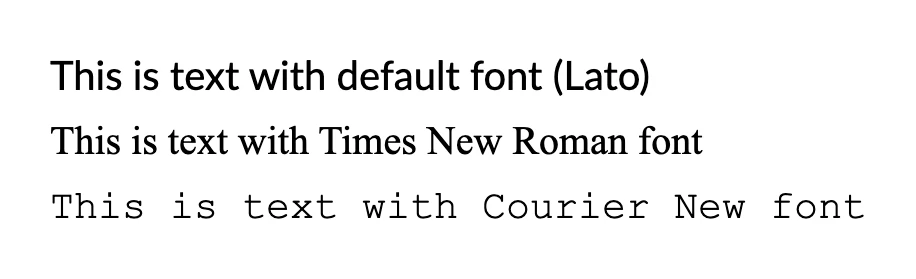 This is text with default font (Lato)
This is text with Times New Roman font
This is text with Courier New font